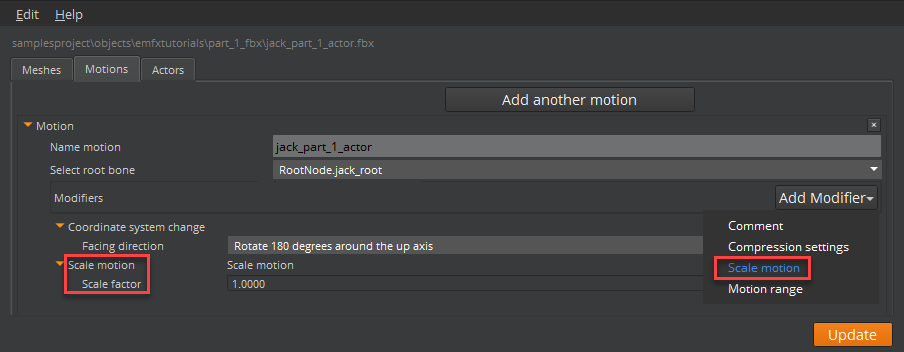 Edit Help
samplesproject\objects\emfxtutorials\part_1_fbx\jack_part_1_actor.fbx
Meshes Motions Actors
Add another motion
Motion
Name motion jack_part_1_actor
Select root bone RootNode.jack_root
Modifiers Add Modifier
Comment
Compression settings
Scale motion
Motion range
Coordinate system change
Facing direction Rotate 180 degrees around the up axis
Scale motion Scale motion
Scale factor 1.0000
Update